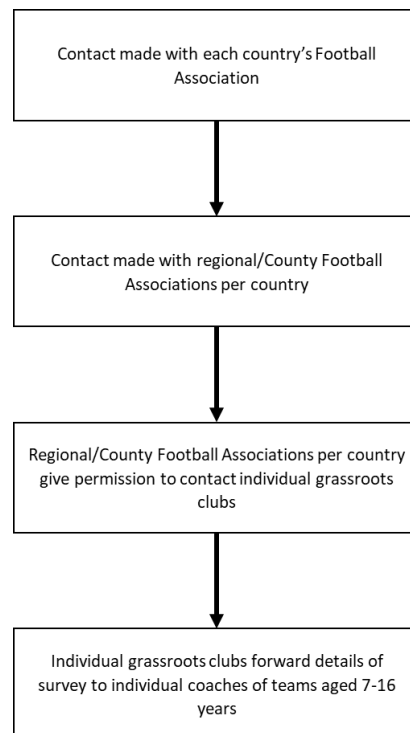 Contact made with each country's Football
Association
Contact made with regional/County Football
Associations per country
Regional/County Football Associations per country
give permission to contact individual grassroots
clubs
Individual grassroots clubs forward details of
survey to individual coaches of teams aged 7-16
years